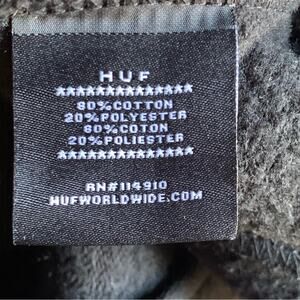 HUF
★★★★★★★★★★★★★★
80%COTTON
20%POLYESTER
80%COTON
20%POLIESTER
★★★★★★★★★★★★★★
RN#114910
HUFWORLDWIDE.COM